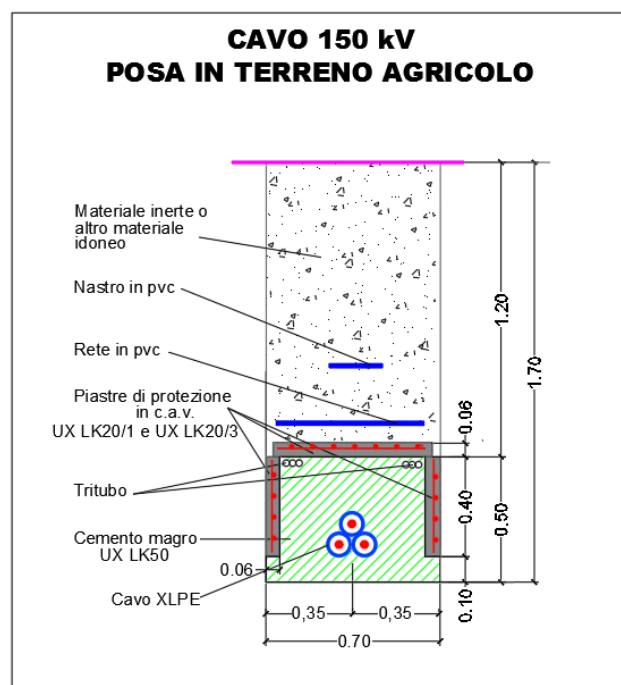 CAVO 150 kV
POSA IN TERRENO AGRICOLO
Materiale inerte o
altro materiale
idoneo
Nastro in pvc
Rete in pvc
Piastre di protezione
in c.a.v.
UX LK20/1 e UX LK20/3
Tritubo
Cemento magro
UX LK50
0.06
Cavo XLPE
1.20
1.70
0.06
0.40
0.50
0.10
0,35
0,35
0.70